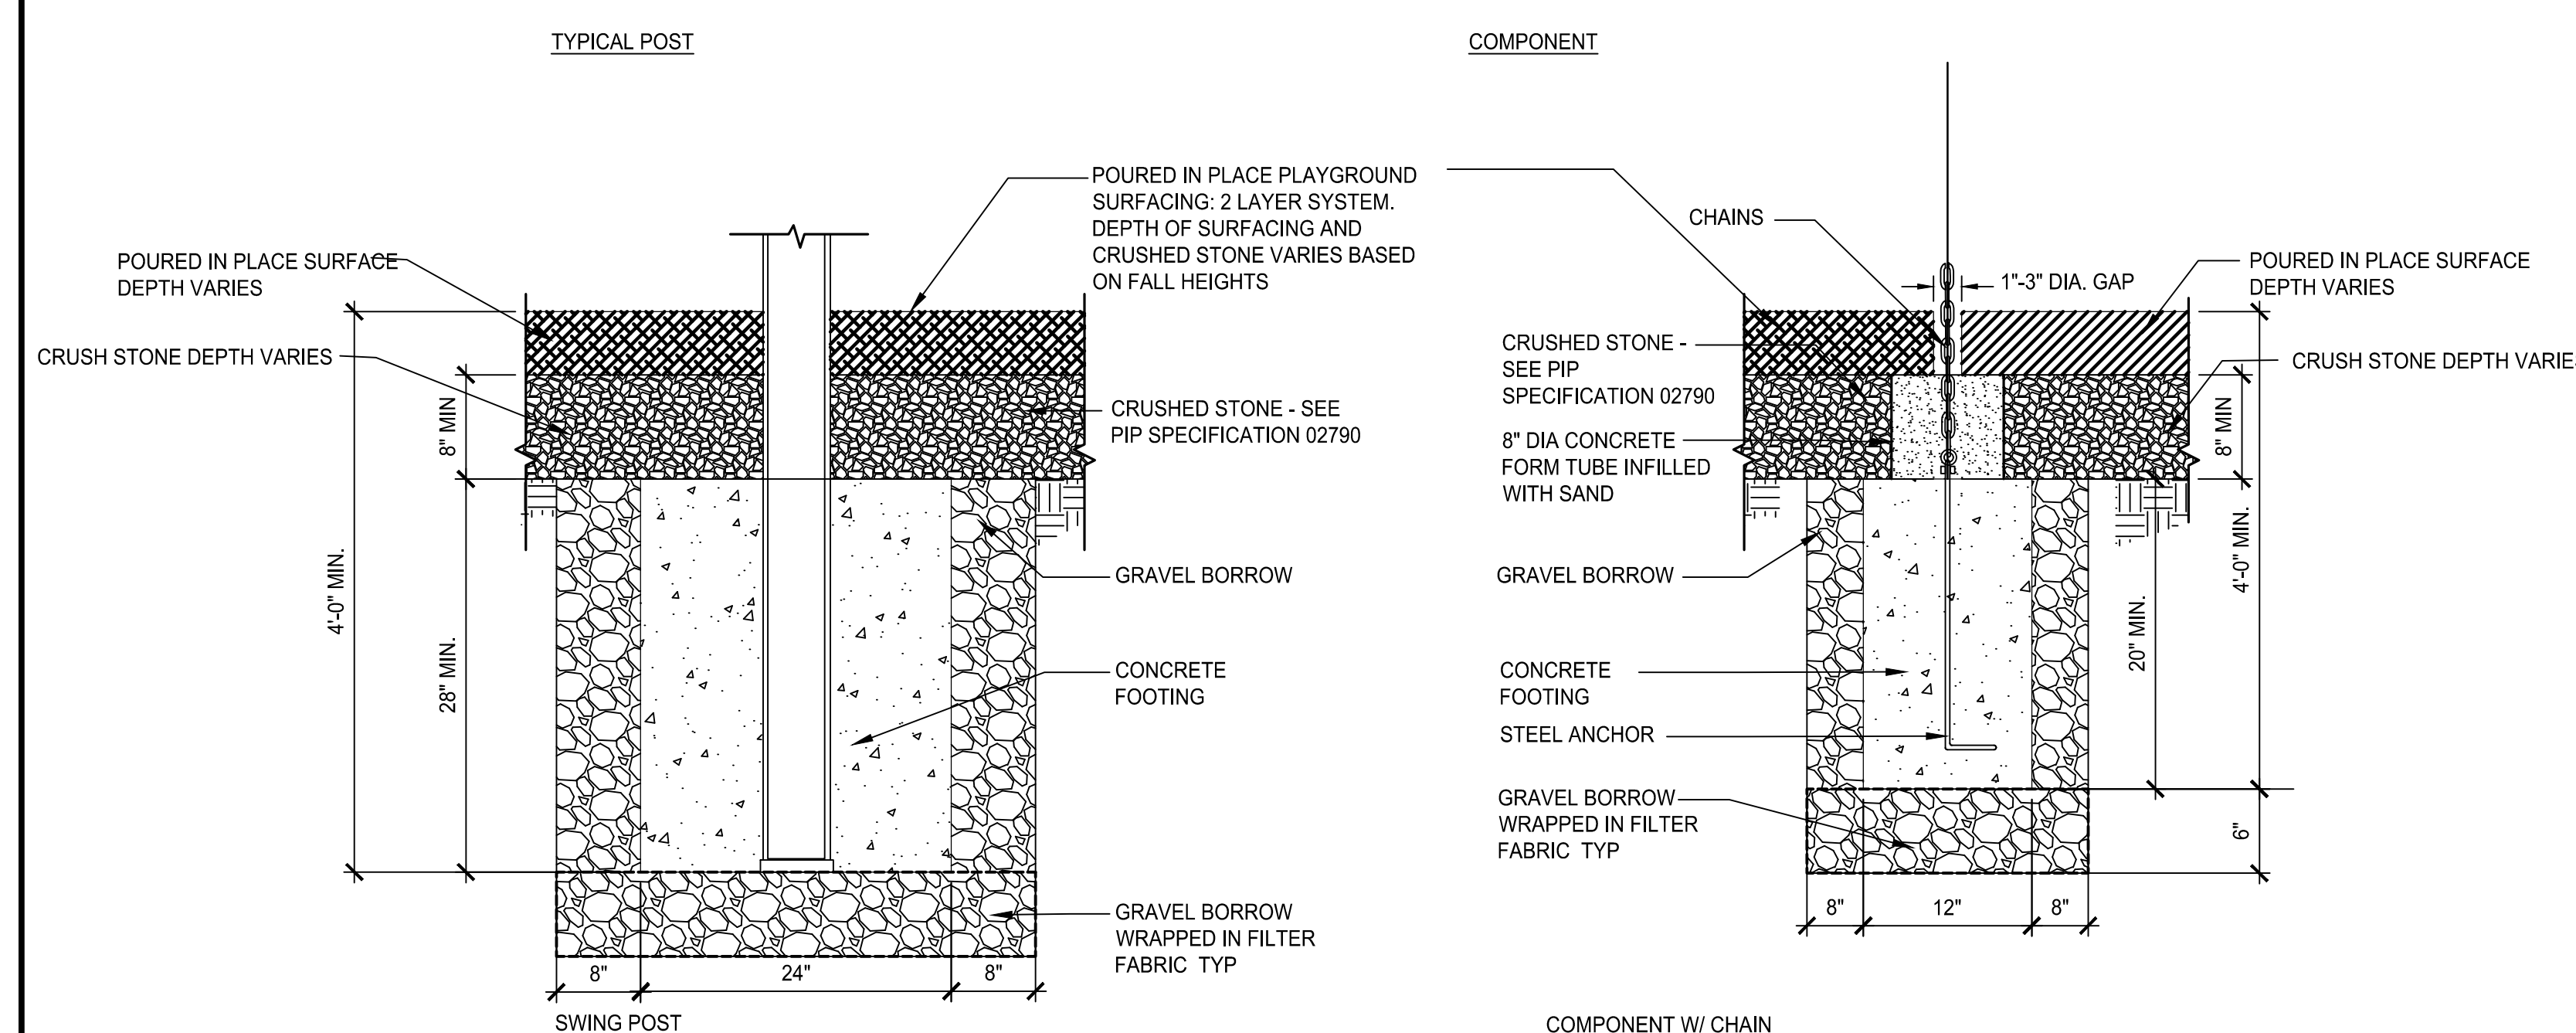 TYPICAL POST
COMPONENT
POURED IN PLACE PLAYGROUND
SURFACING: 2 LAYER SYSTEM.
DEPTH OF SURFACING AND
CRUSHED STONE VARIES BASED
ON FALL HEIGHTS
POURED IN PLACE SURFACE
DEPTH VARIES
CRUSH STONE DEPTH VARIES
8" MIN
4'-0" MIN.
28" MIN.
CRUSHED STONE - SEE
PIP SPECIFICATION 02790
GRAVEL BORROW
CONCRETE
FOOTING
GRAVEL BORROW
WRAPPED IN FILTER
FABRIC TYP
8"
24"
8"
SWING POST
CHAINS
1"-3" DIA. GAP
POURED IN PLACE SURFACE
DEPTH VARIES
CRUSHED STONE -
SEE PIP
SPECIFICATION 02790
CRUSH STONE DEPTH VARIE
8" DIA CONCRETE
FORM TUBE INFILLED
WITH SAND
8" MIN
GRAVEL BORROW
4'-0" MIN.
20" MIN.
CONCRETE
FOOTING
STEEL ANCHOR
GRAVEL BORROW
WRAPPED IN FILTER
FABRIC TYP
6"
8"
12"
8"
COMPONENT W/ CHAIN